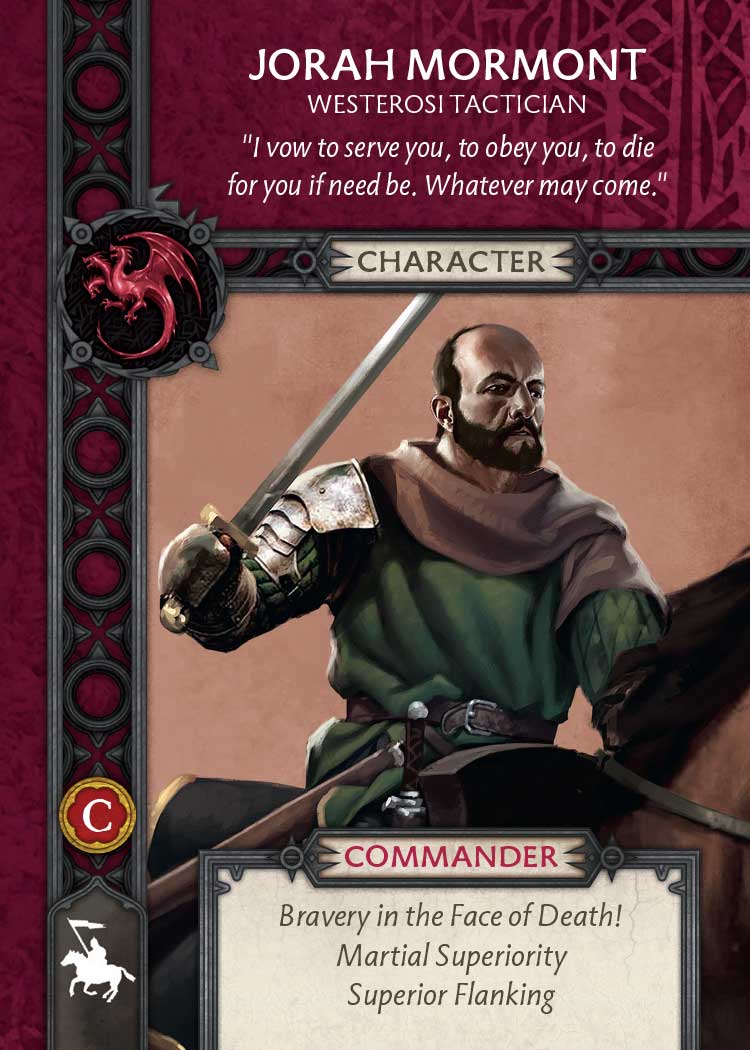 JORAH MORMONT
WESTEROSI TACTICIAN
"I vow to serve you, to obey you, to die
for you if need be. Whatever may come."
CHARACTER
C
COMMANDER
Bravery in the Face of Death!
Martial Superiority
Superior Flanking